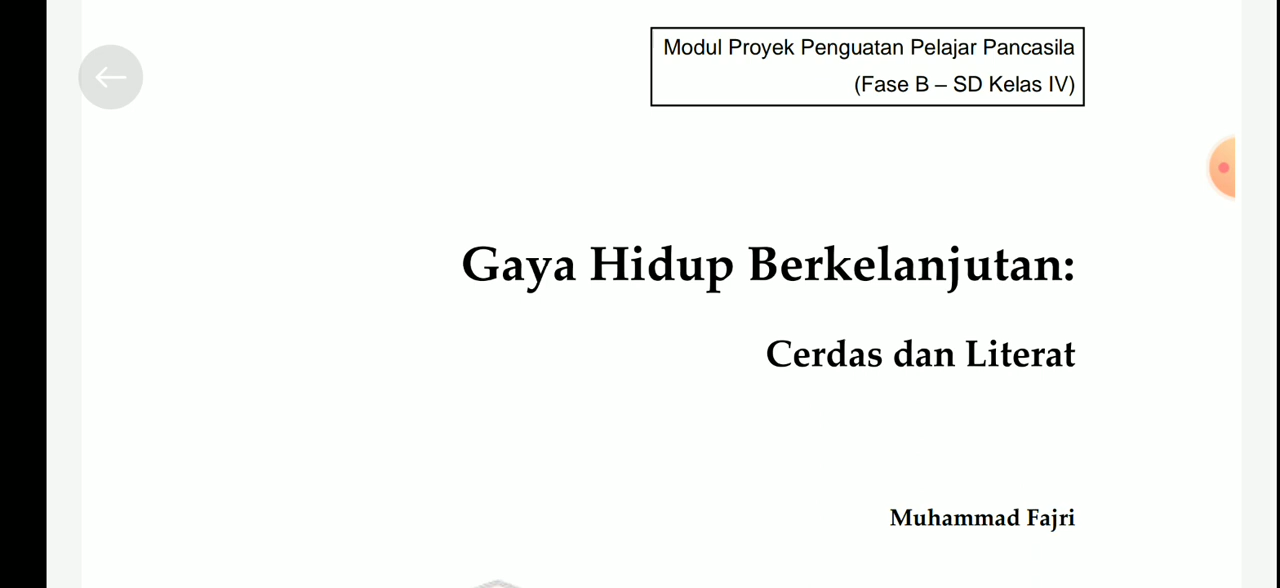 Modul Proyek Penguatan Pelajar Pancasila
(Fase B – SD Kelas IV)
Gaya Hidup Berkelanjutan:
Cerdas dan Literat
Muhammad Fajri